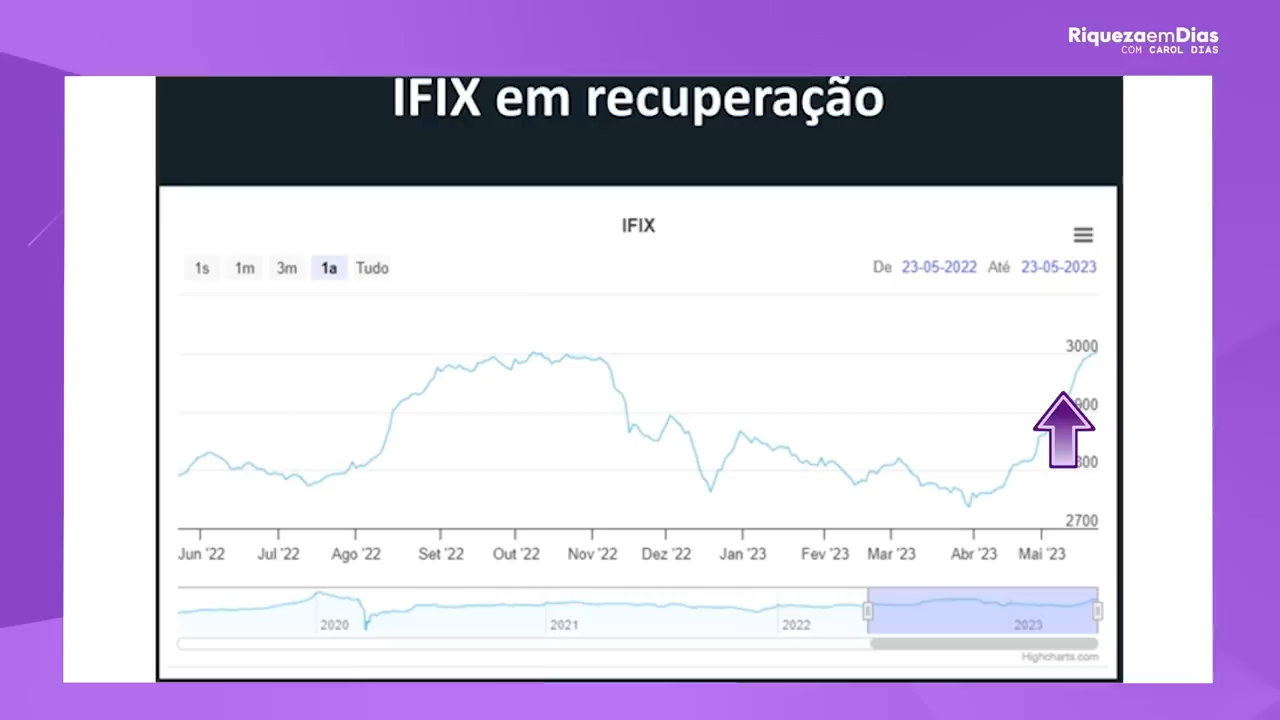 RiquezaemDias
COM CAROL DIAS
IFIX em recuperação
IFIX
1s 1m 3m 1a Tudo
De 23-05-2022 Até 23-05-2023
3000
900
800
2700
Jun '22 Jul '22 Ago '22 Set '22 Out '22 Nov '22 Dez '22 Jan '23 Fev '23 Mar '23 Abr '23 Mai '23
2020 2021 2022 2023
Highcharts.com